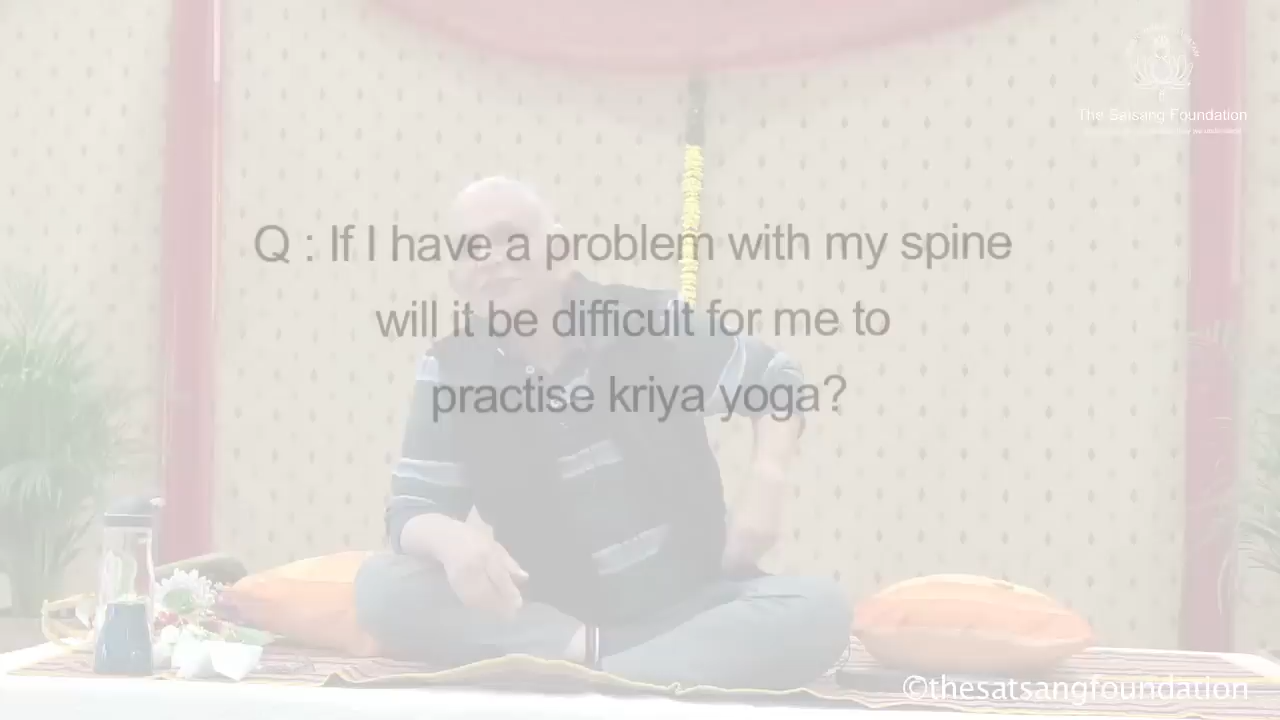 The Satsang Foundation
Q : If I have a problem with my spine
will it be difficult for me to
practise kriya yoga?
©thesatsangfoundation